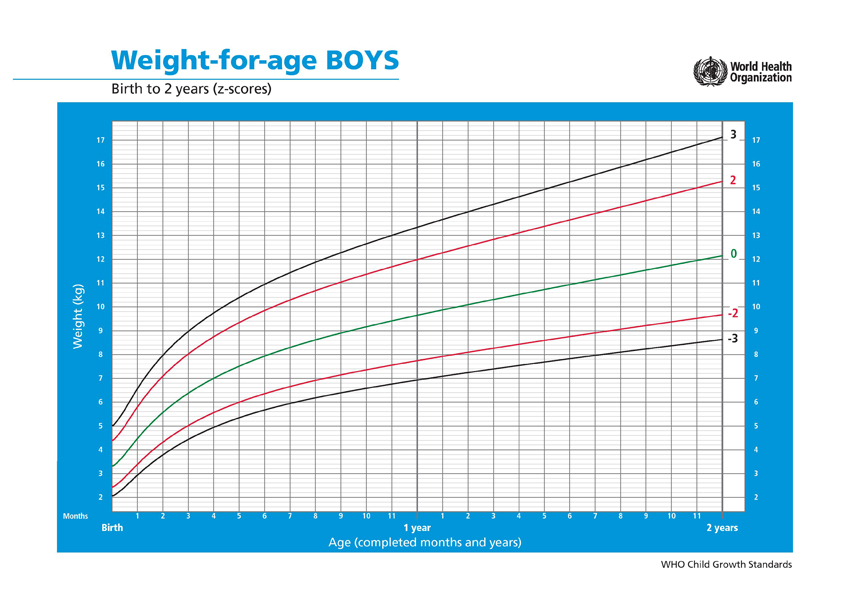 Weight-for-age BOYS
Birth to 2 years (z-scores)
World Health
Organization
3
17 17
16 16
2
15 15
14 14
13 13
0
12 12
11 11
10 10
-2
9 9
-3
8 8
7 7
6 6
5 5
4 4
3 3
2 2
Weight (kg)
Months 1 2 3 4 5 6 7 8 9 10 11 1 2 3 4 5 6 7 8 9 10 11
Birth 1 year 2 years
Age (completed months and years)
WHO Child Growth Standards